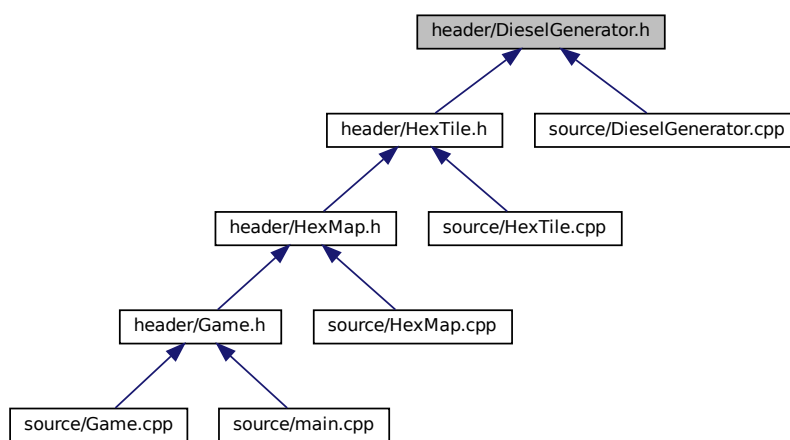 header/DieselGenerator.h
header/HexTile.h
source/DieselGenerator.cpp
header/HexMap.h
source/HexTile.cpp
header/Game.h
source/HexMap.cpp
source/Game.cpp
source/main.cpp